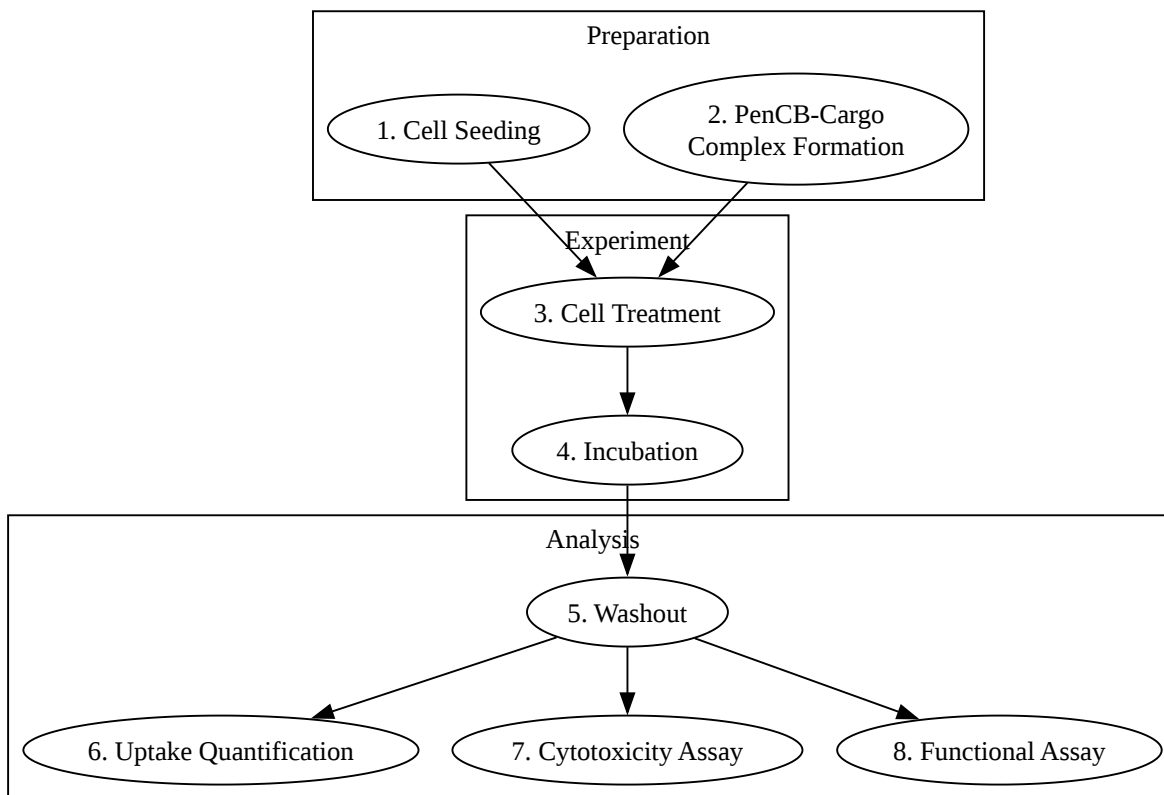 Preparation
1. Cell Seeding
2. PenCB-Cargo
Complex Formation
Experiment
3. Cell Treatment
4. Incubation
Analysis
5. Washout
6. Uptake Quantification
7. Cytotoxicity Assay
8. Functional Assay